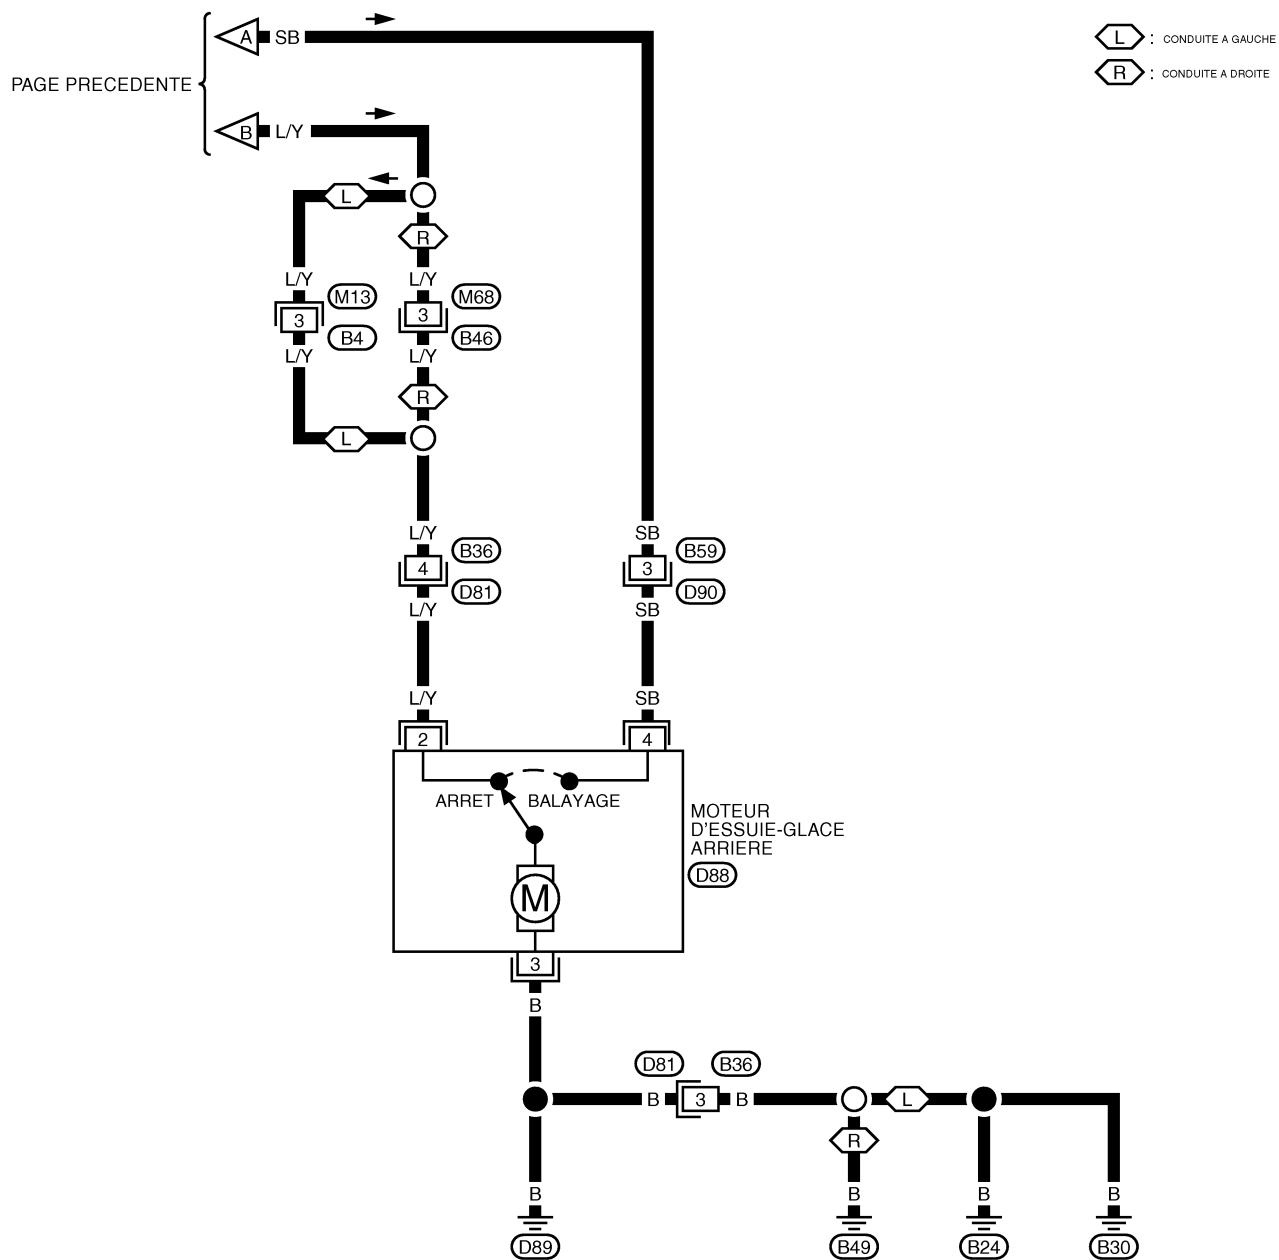 A SB
L : CONDUITE A GAUCHE
R : CONDUITE A DROITE
PAGE PRECEDENTE
B L/Y
L
R
L/Y
L/Y
M13
M68
3
3
B4
B46
L/Y
L/Y
R
L
L/Y
SB
B36
B59
4
3
D81
D90
L/Y
SB
L/Y
SB
2
4
ARRET
BALAYAGE
MOTEUR
D'ESSUIE-GLACE
ARRIERE
D88
M
3
B
D81
B36
B
3
B
L
R
B
B
B
B
D89
B49
B24
B30